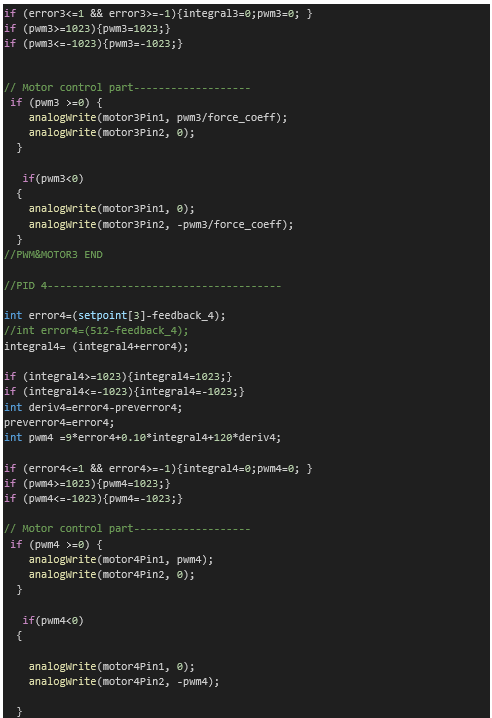 if (error3<=1 && error3>=-1){integral3=0;pwm3=0; }
if (pwm3>=1023){pwm3=1023;}
if (pwm3<=-1023){pwm3=-1023;}
// Motor control part-------------------
if (pwm3 >=0) {
analogWrite(motor3Pin1, pwm3/force_coeff);
analogWrite(motor3Pin2, 0);
}
if(pwm3<0)
{
analogWrite(motor3Pin1, 0);
analogWrite(motor3Pin2, -pwm3/force_coeff);
}
//PWM&MOTOR3 END
//PID 4--------------------------------------
int error4=(setpoint[3]-feedback_4);
//int error4=(512-feedback_4);
integral4= (integral4+error4);
if (integral4>=1023){integral4=1023;}
if (integral4<=-1023){integral4=-1023;}
int deriv4=error4-preverror4;
preverror4=error4;
int pwm4 =9*error4+0.10*integral4+120*deriv4;
if (error4<=1 && error4>=-1){integral4=0;pwm4=0; }
if (pwm4>=1023){pwm4=1023;}
if (pwm4<=-1023){pwm4=-1023;}
// Motor control part-------------------
if (pwm4 >=0) {
analogWrite(motor4Pin1, pwm4);
analogWrite(motor4Pin2, 0);
}
if(pwm4<0)
{
analogWrite(motor4Pin1, 0);
analogWrite(motor4Pin2, -pwm4);
}